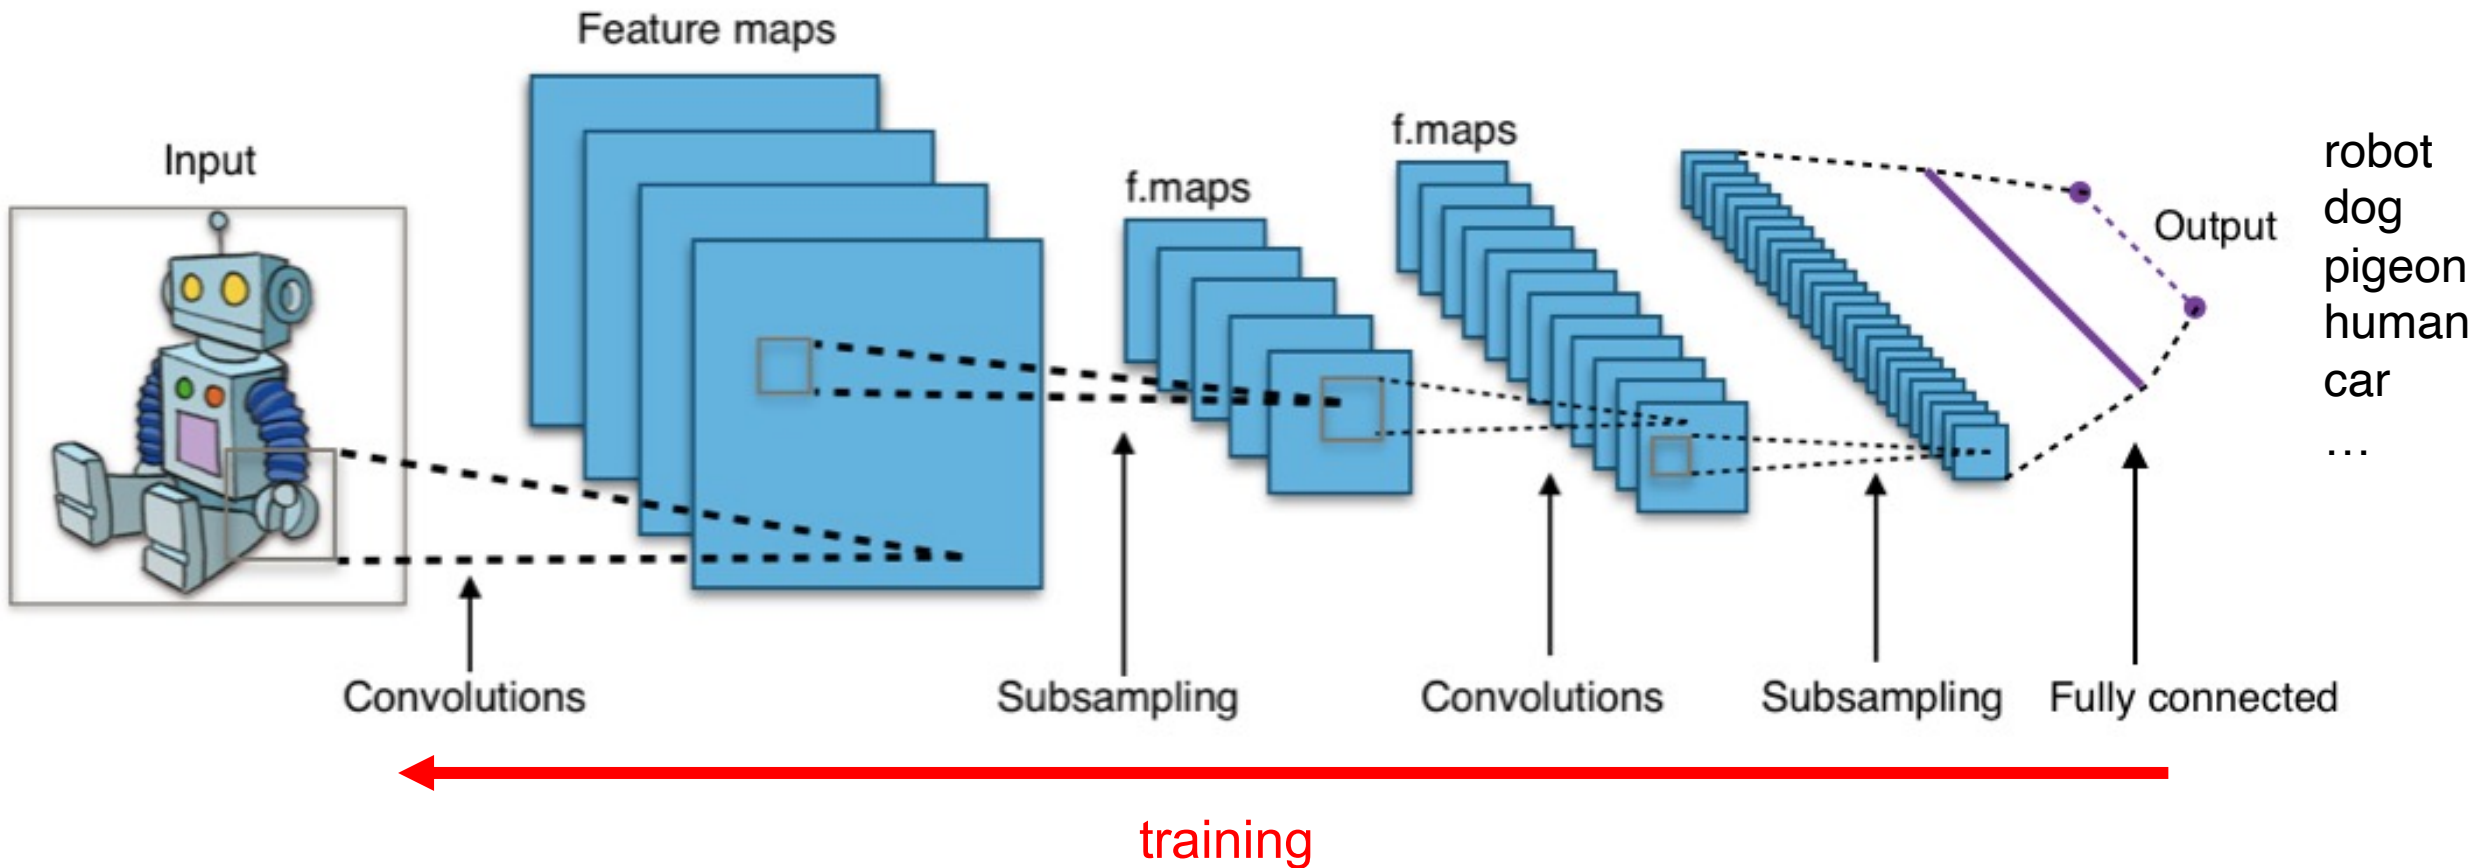 Feature maps
Input
f.maps
f.maps
Output
robot
dog
pigeon
human
car
...
Convolutions
Subsampling
Convolutions
Subsampling
Fully connected
training